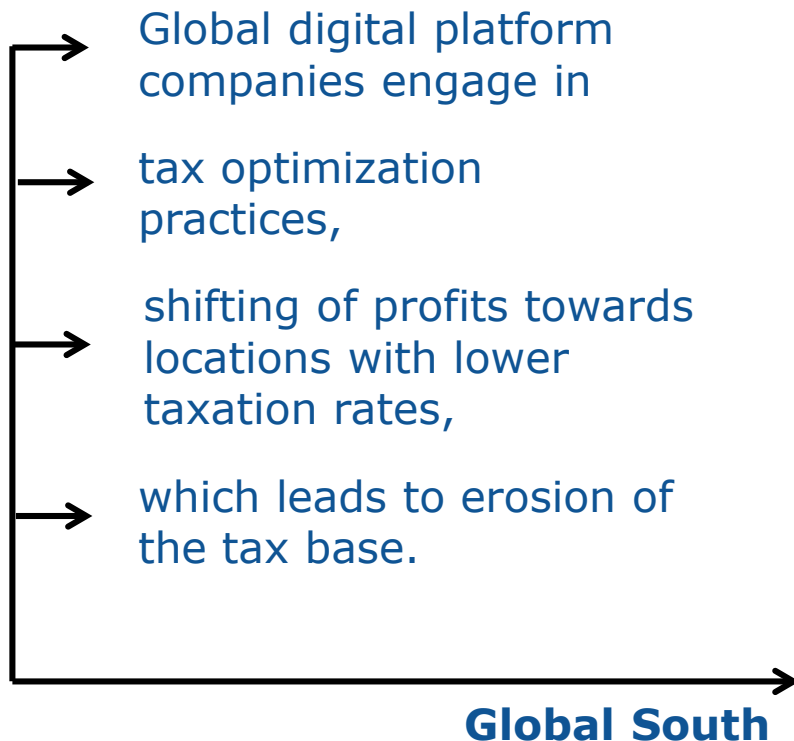 Global digital platform
companies engage in
tax optimization
practices,
shifting of profits towards
locations with lower
taxation rates,
which leads to erosion of
the tax base.
Global South